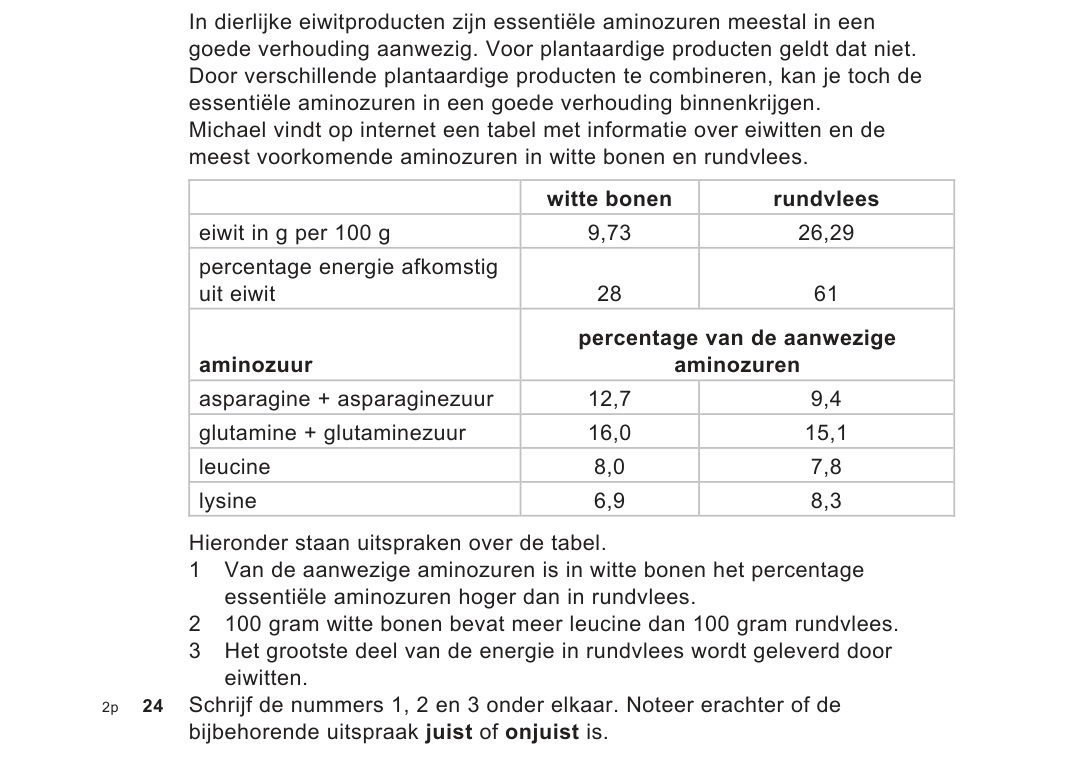 In dierlijke eiwitproducten zijn essentiële aminozuren meestal in een
goede verhouding aanwezig. Voor plantaardige producten geldt dat niet.
Door verschillende plantaardige producten te combineren, kan je toch de
essentiële aminozuren in een goede verhouding binnenkrijgen.
Michael vindt op internet een tabel met informatie over eiwitten en de
meest voorkomende aminozuren in witte bonen en rundvlees.
witte bonen rundvlees
eiwit in g per 100 g 9,73 26,29
percentage energie afkomstig
uit eiwit 28 61
percentage van de aanwezige
aminozuur aminozuren
asparagine + asparaginezuur 12,7 9,4
glutamine + glutaminezuur 16,0 15,1
leucine 8,0 7,8
lysine 6,9 8,3
Hieronder staan uitspraken over de tabel.
1 Van de aanwezige aminozuren is in witte bonen het percentage
essentiële aminozuren hoger dan in rundvlees.
2 100 gram witte bonen bevat meer leucine dan 100 gram rundvlees.
3 Het grootste deel van de energie in rundvlees wordt geleverd door
eiwitten.
2p 24 Schrijf de nummers 1, 2 en 3 onder elkaar. Noteer erachter of de
bijbehorende uitspraak juist of onjuist is.